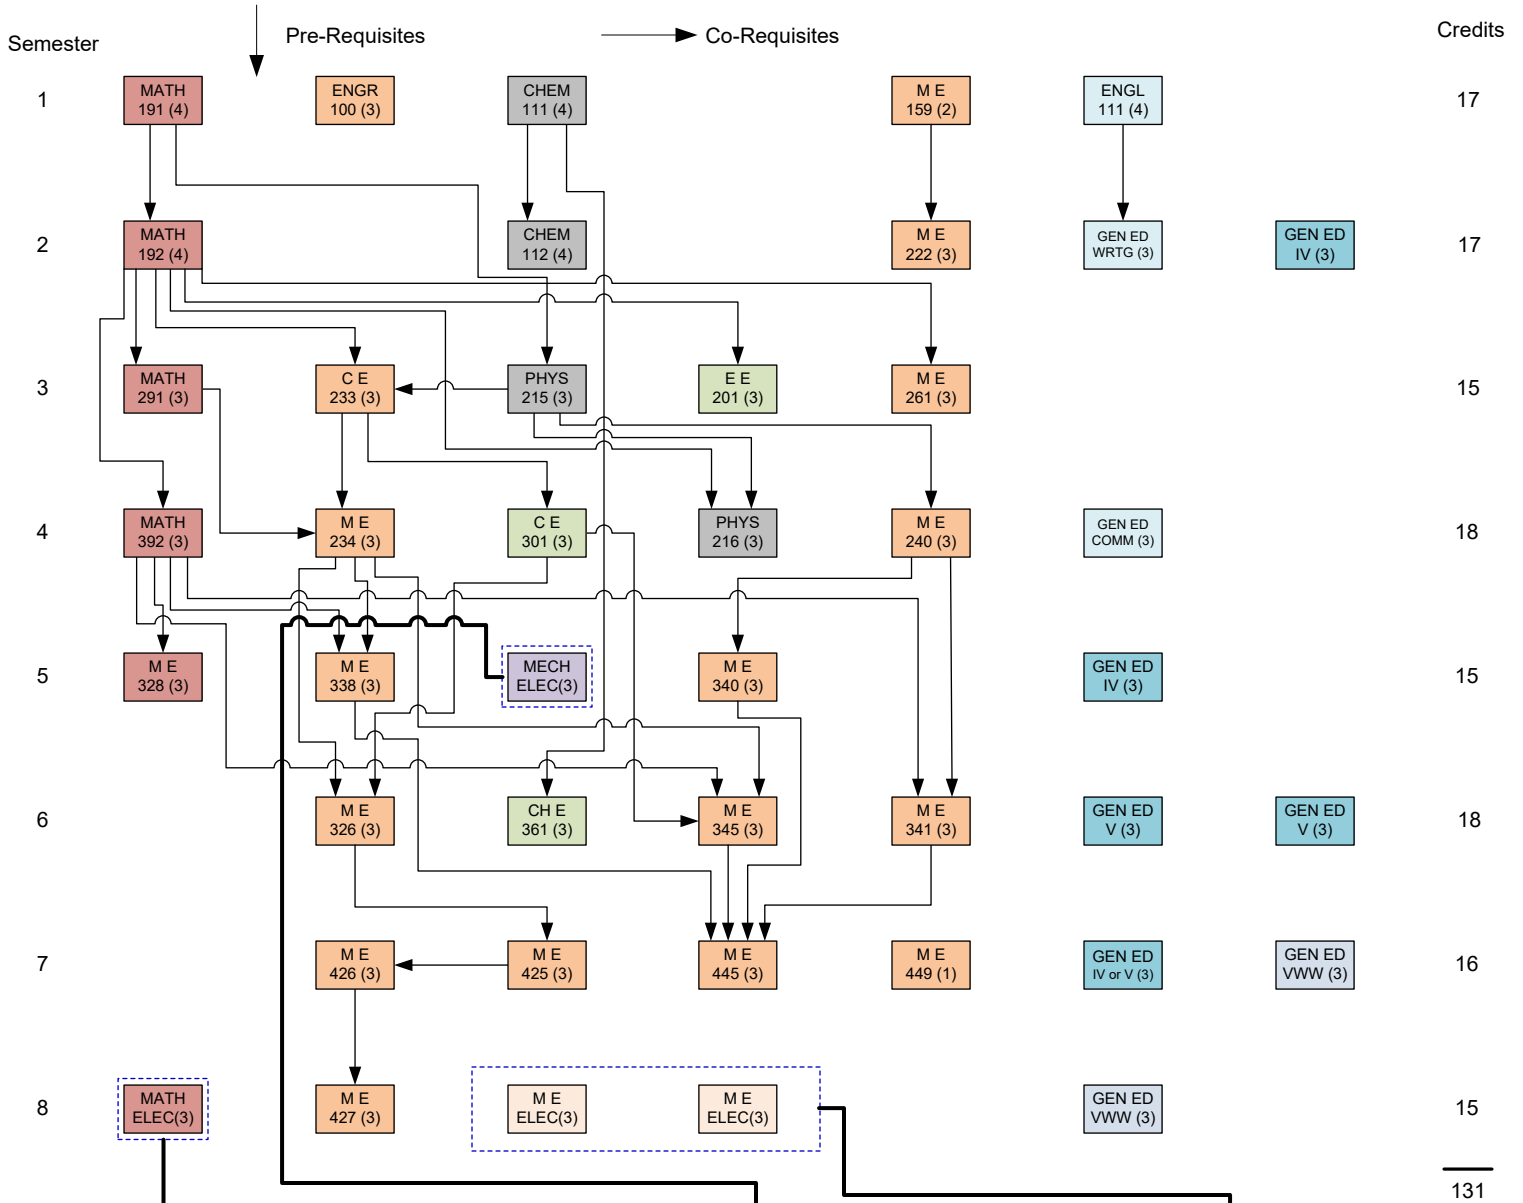 Semester
Pre-Requisites
Co-Requisites
Credits
1
MATH
191 (4)
ENGR
100 (3)
CHEM
111 (4)
M E
159 (2)
ENGL
111 (4)
17
2
MATH
192 (4)
CHEM
112 (4)
M E
222 (3)
GEN ED
WRTG (3)
GEN ED
IV (3)
17
3
MATH
291 (3)
C E
233 (3)
PHYS
215 (3)
E E
201 (3)
M E
261 (3)
15
4
MATH
392 (3)
M E
234 (3)
C E
301 (3)
PHYS
216 (3)
M E
240 (3)
GEN ED
COMM (3)
18
5
M E
328 (3)
M E
338 (3)
MECH
ELEC(3)
M E
340 (3)
GEN ED
IV (3)
15
6
M E
326 (3)
CH E
361 (3)
M E
345 (3)
M E
341 (3)
GEN ED
V (3)
GEN ED
V (3)
18
7
M E
426 (3)
M E
425 (3)
M E
445 (3)
M E
449 (1)
GEN ED
IV or V (3)
GEN ED
VWW (3)
16
8
MATH
ELEC(3)
M E
427 (3)
M E
ELEC(3)
M E
ELEC(3)
GEN ED
VWW (3)
15
131